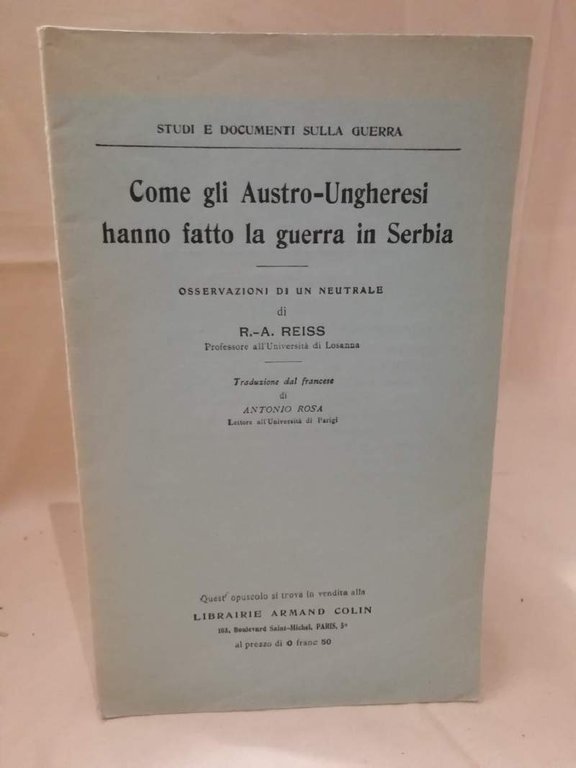 STUDI E DOCUMENTI SULLA GUERRA
Come gli Austro-Ungheresi
hanno fatto la guerra in Serbia
OSSERVAZIONI DI UN NEUTRALE
di
R.-A. REISS
Professore all'Università di Losanna
Traduzione dal francese
di
ANTONIO ROSA
Lettore all'Università di Parigi
Quest' opuscolo si trova in vendita alla
LIBRAIRIE ARMAND COLIN
103, Boulevard Saint-Michel, PARIS, 5e
al prezzo di 0 franc 50